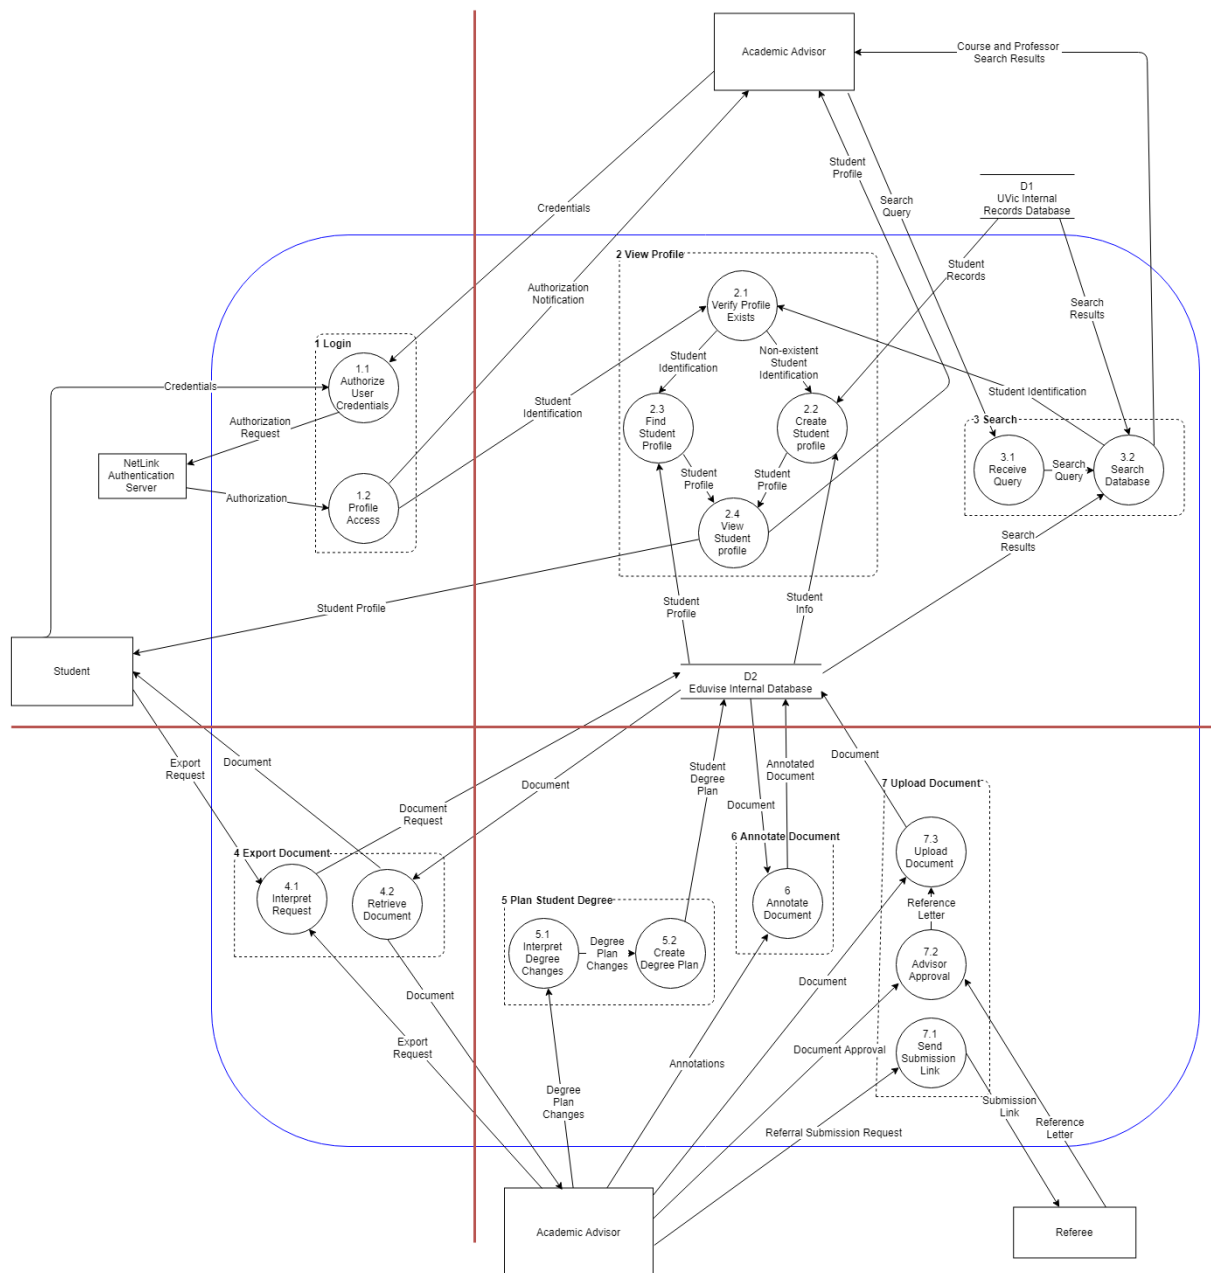 Academic Advisor
Course and Professor
Search Results
Student
Profile
D1
UVic Internal
Records Database
Search
Query
Credentials
2 View Profile
Student
Records
2.1
Verify Profile
Exists
Authorization
Notification
Search
Results
1 Login
1.1
Authorize
User
Credentials
Student
Identification
Non-existent
Student
Identification
Credentials
Student Identification
Student
Identification
2.3
Find
Student
Profile
2.2
Create
Student
profile
3 Search
Authorization
Request
3.1
Receive
Query
Search
Query
3.2
Search
Database
NetLink
Authentication
Server
Student
Profile
Student
Profile
Authorization
1.2
Profile
Access
2.4
View
Student
profile
Search
Results
Student Profile
Student
Profile
Student
Info
Student
D2
Eduvise Internal Database
Export
Request
Document
Student
Degree
Plan
Annotated
Document
Document
Document
Document
Request
Document
7 Upload Document
6 Annotate Document
4 Export Document
7.3
Upload
Document
4.1
Interpret
Request
4.2
Retrieve
Document
6
Annotate
Document
Reference
Letter
5 Plan Student Degree
5.1
Interpret
Degree
Changes
Degree
Plan
Changes
5.2
Create
Degree Plan
7.2
Advisor
Approval
Document
Document
Export
Request
Document Approval
7.1
Send
Submission
Link
Annotations
Degree
Plan
Changes
Submission
Link
Referral Submission Request
Reference
Letter
Academic Advisor
Referee